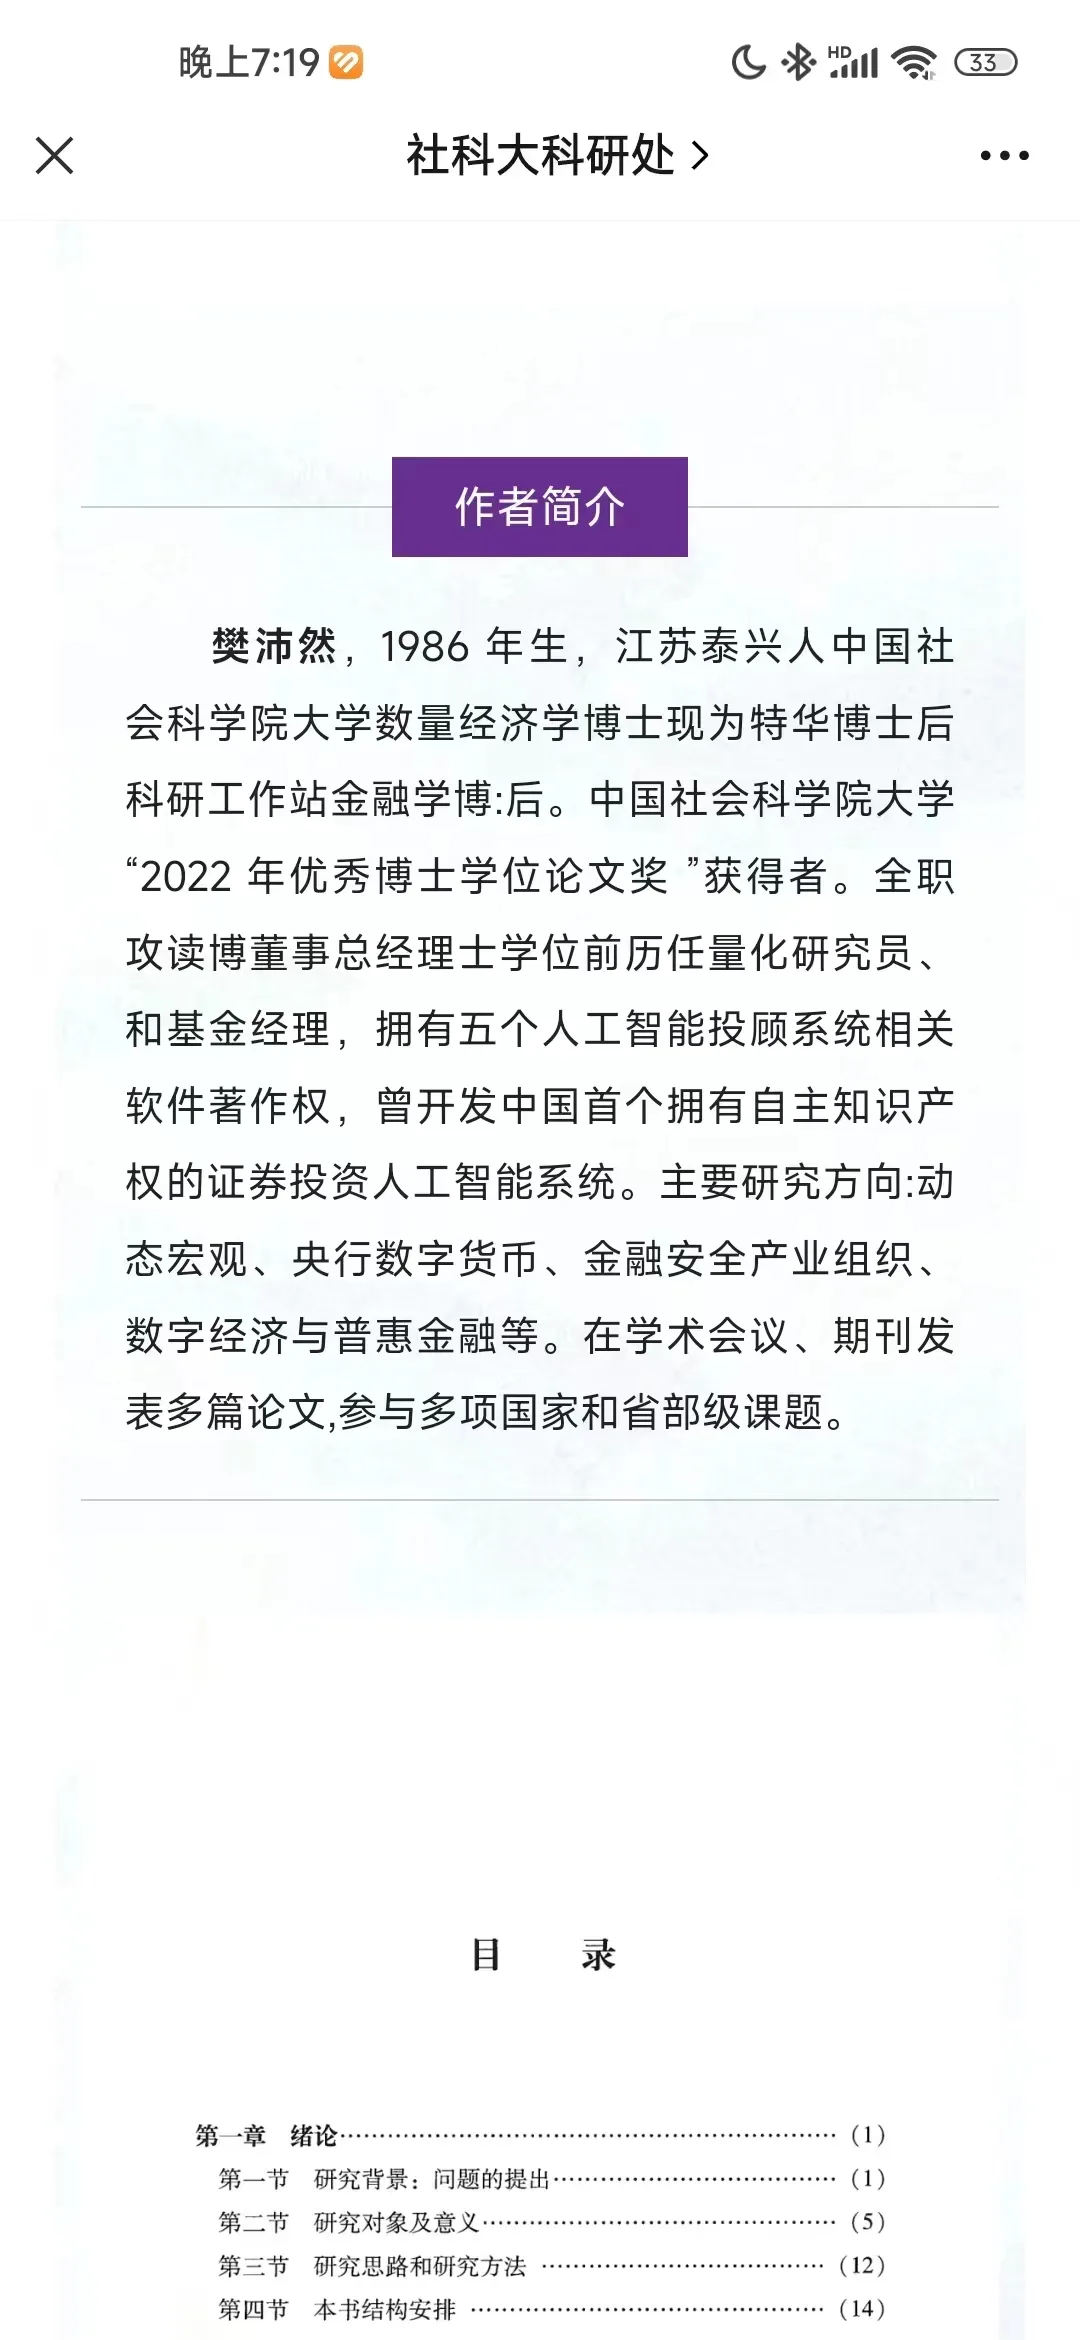 晚上7:19
HD
33
社科大科研处
作者简介
樊沛然，1986 年生，江苏泰兴人中国社
会科学院大学数量经济学博士现为特华博士后
科研工作站金融学博:后。中国社会科学院大学
“2022 年优秀博士学位论文奖 ”获得者。全职
攻读博董事总经理士学位前历任量化研究员、
和基金经理，拥有五个人工智能投顾系统相关
软件著作权，曾开发中国首个拥有自主知识产
权的证券投资人工智能系统。主要研究方向:动
态宏观、央行数字货币、金融安全产业组织、
数字经济与普惠金融等。在学术会议、期刊发
表多篇论文,参与多项国家和省部级课题。
目 录
第一章 绪论……………………………………………………（1）
第一节 研究背景：问题的提出………………………………（1）
第二节 研究对象及意义………………………………………（5）
第三节 研究思路和研究方法 ………………………………（12）
第四节 本书结构安排 ………………………………………（14）